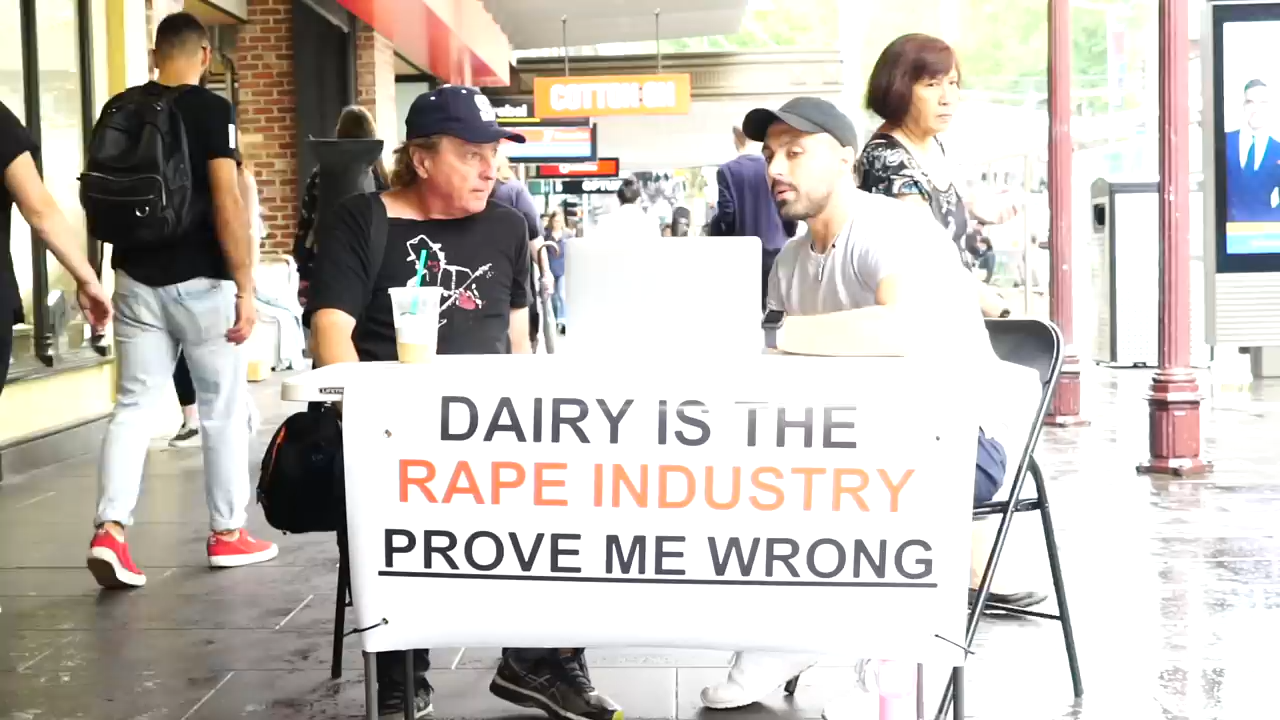 COTTON:ON
DAIRY IS THE
RAPE INDUSTRY
PROVE ME WRONG